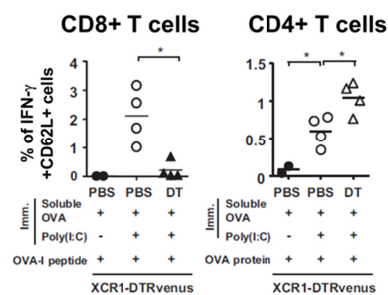 CD8+ T cells
CD4+ T cells
% of IFN-γ
+CD62L+ cells
*
* *
4
3
2
1
0
1.5
1
0.5
0
PBS PBS DT
PBS PBS DT
Imm.
Soluble
OVA + + +
Poly(I:C) - + +
OVA-I peptide + + +
XCR1-DTRvenus
Imm.
Soluble
OVA + + +
Poly(I:C) - + +
OVA protein + + +
XCR1-DTRvenus